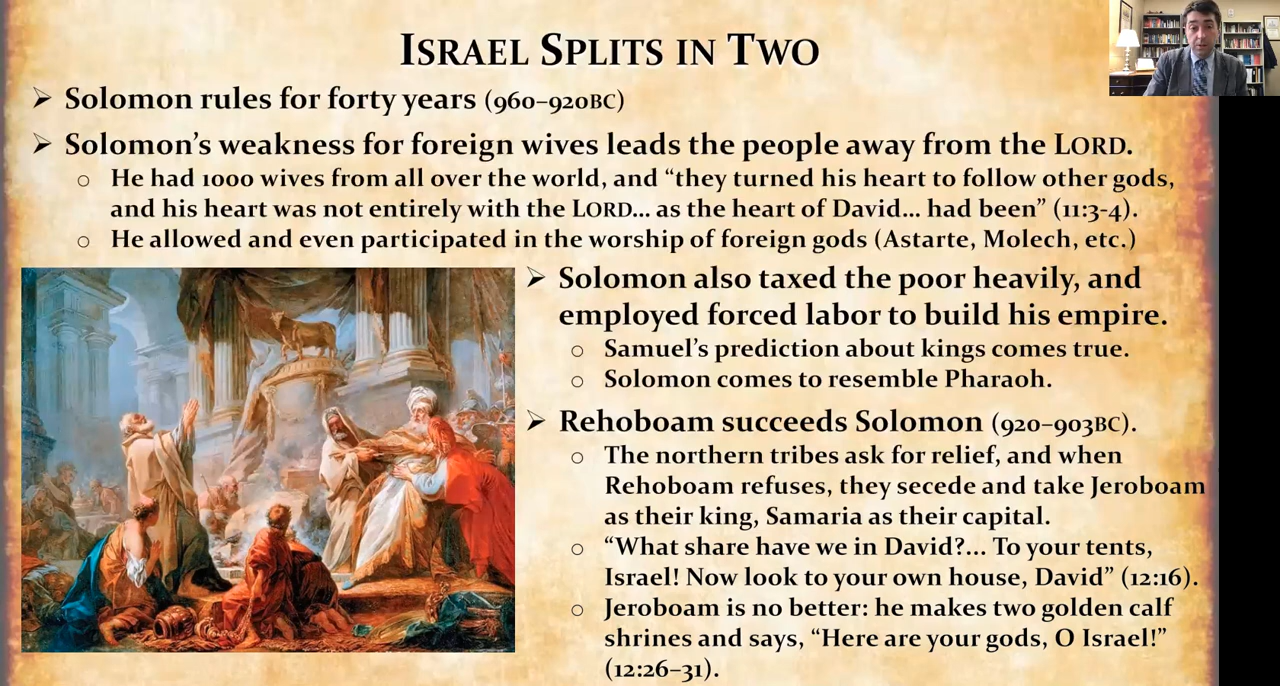 ISRAEL SPLITS IN TWO
➢ Solomon rules for forty years (960–920BC)
➢ Solomon’s weakness for foreign wives leads the people away from the LORD.
○ He had 1000 wives from all over the world, and “they turned his heart to follow other gods,
and his heart was not entirely with the LORD… as the heart of David… had been” (11:3-4).
○ He allowed and even participated in the worship of foreign gods (Astarte, Molech, etc.)
➢ Solomon also taxed the poor heavily, and
employed forced labor to build his empire.
○ Samuel’s prediction about kings comes true.
○ Solomon comes to resemble Pharaoh.
➢ Rehoboam succeeds Solomon (920–903BC).
○ The northern tribes ask for relief, and when
Rehoboam refuses, they secede and take Jeroboam
as their king, Samaria as their capital.
○ “What share have we in David?... To your tents,
Israel! Now look to your own house, David” (12:16).
○ Jeroboam is no better: he makes two golden calf
shrines and says, “Here are your gods, O Israel!”
(12:26–31).